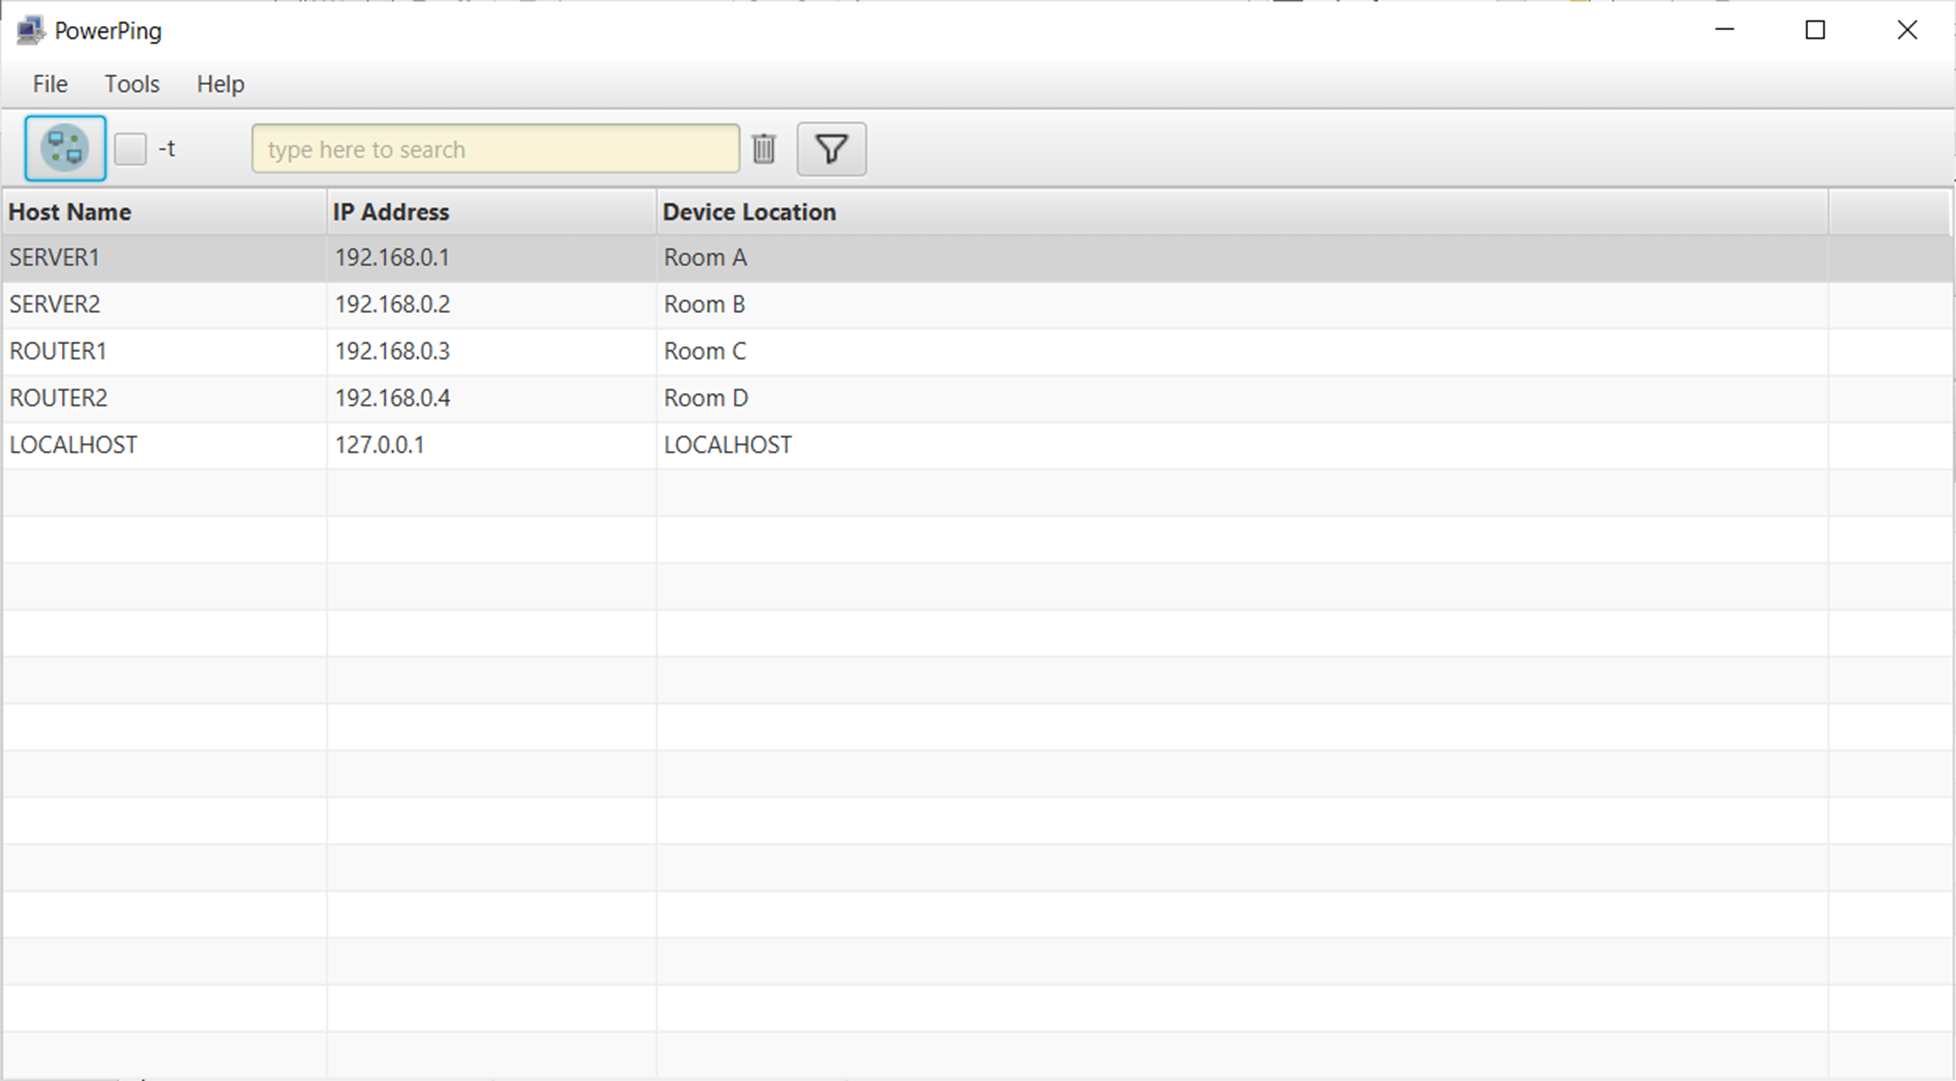 PowerPing
File Tools Help
-t type here to search
Host Name IP Address Device Location
SERVER1 192.168.0.1 Room A
SERVER2 192.168.0.2 Room B
ROUTER1 192.168.0.3 Room C
ROUTER2 192.168.0.4 Room D
LOCALHOST 127.0.0.1 LOCALHOST